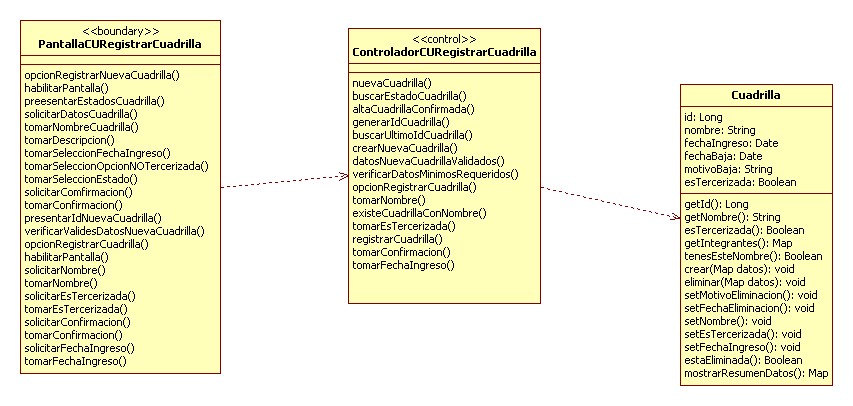 <<boundary>>
PantallaCURegistrarCuadrilla
opcionRegistrarNuevaCuadrilla()
habilitarPantalla()
preesentarEstadosCuadrilla()
solicitarDatosCuadrilla()
tomarNombreCuadrilla()
tomarDescripcion()
tomarSeleccionFechaIngreso()
tomarSeleccionOpcionNOTercerizada()
tomarSeleccionEstado()
solicitarComfirmacion()
tomarConfirmacion()
presentarIdNuevaCuadrilla()
verificarValidesDatosNuevaCuadrilla()
opcionRegistrarCuadrilla()
habilitarPantalla()
solicitarNombre()
tomarNombre()
solicitarEsTercerizada()
tomarEsTercerizada()
solicitarConfirmacion()
tomarConfirmacion()
solicitarFechaIngreso()
tomarFechaIngreso()
<<control>>
ControladorCURegistrarCuadrilla
nuevaCuadrilla()
buscarEstadoCuadrilla()
altaCuadrillaConfirmada()
generarIdCuadrilla()
buscarUltimoIdCuadrilla()
crearNuevaCuadrilla()
datosNuevaCuadrillaValidados()
verificarDatosMinimosRequeridos()
opcionRegistrarCuadrilla()
tomarNombre()
existeCuadrillaConNombre()
tomarEsTercerizada()
registrarCuadrilla()
tomarConfirmacion()
tomarFechaIngreso()
Cuadrilla
id: Long
nombre: String
fechaIngreso: Date
fechaBaja: Date
motivoBaja: String
esTercerizada: Boolean
getId(): Long
getNombre(): String
esTercerizada(): Boolean
getIntegrantes(): Map
tenesEsteNombre(): Boolean
crear(Map datos): void
eliminar(Map datos): void
setMotivoEliminacion(): void
setFechaEliminacion(): void
setNombre(): void
setEsTercerizada(): void
setFechaIngreso(): void
estaEliminada(): Boolean
mostrarResumenDatos(): Map